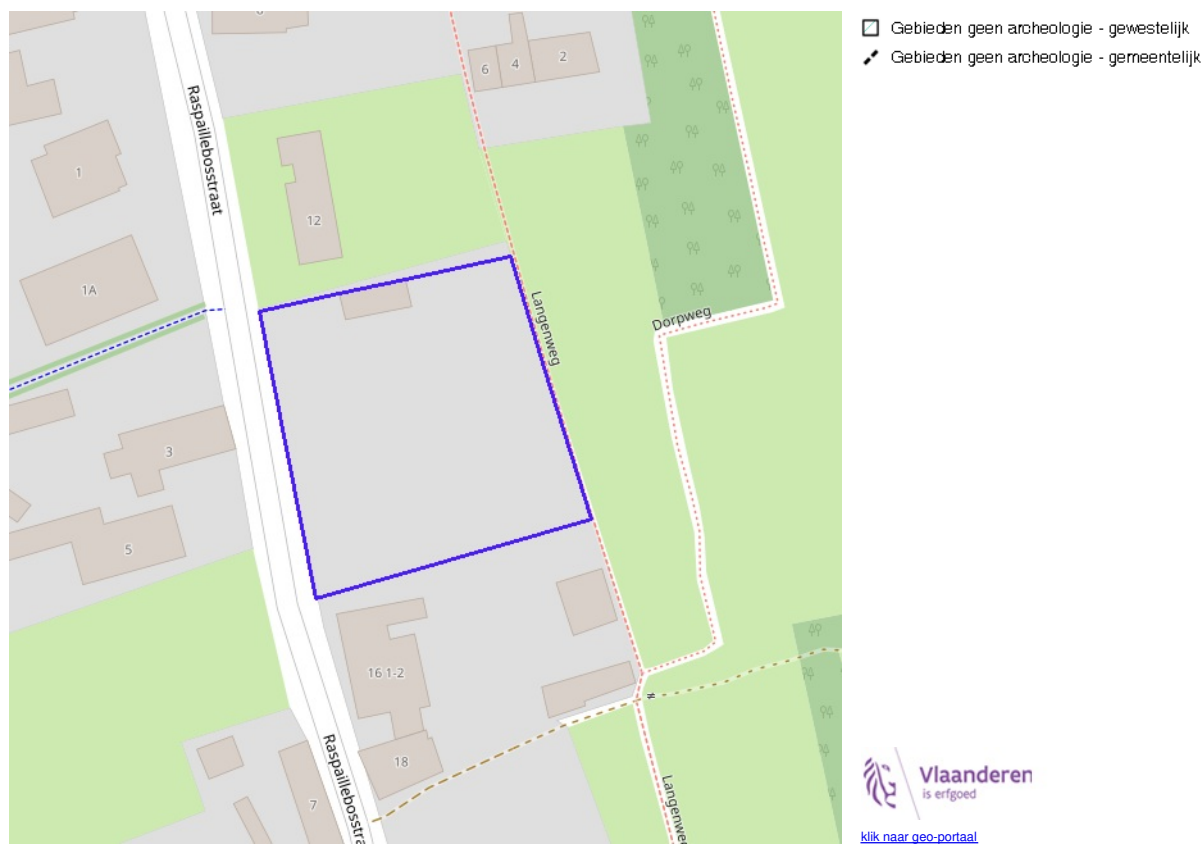 6
4
2
Raspaillebosstraat
1
12
1A
Langenweg
Dorpweg
3
5
16 1-2
18
7
Raspaillebosstra
Langenweg
Gebieden geen archeologie - gewestelijk
Gebieden geen archeologie - gemeentelijk
Vlaanderen
is erfgoed
klik naar geo-portaal